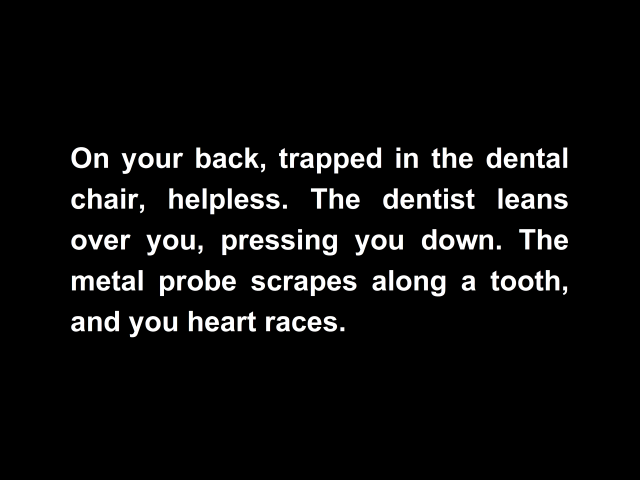 On your back, trapped in the dental
chair, helpless. The dentist leans
over you, pressing you down. The
metal probe scrapes along a tooth,
and you heart races.